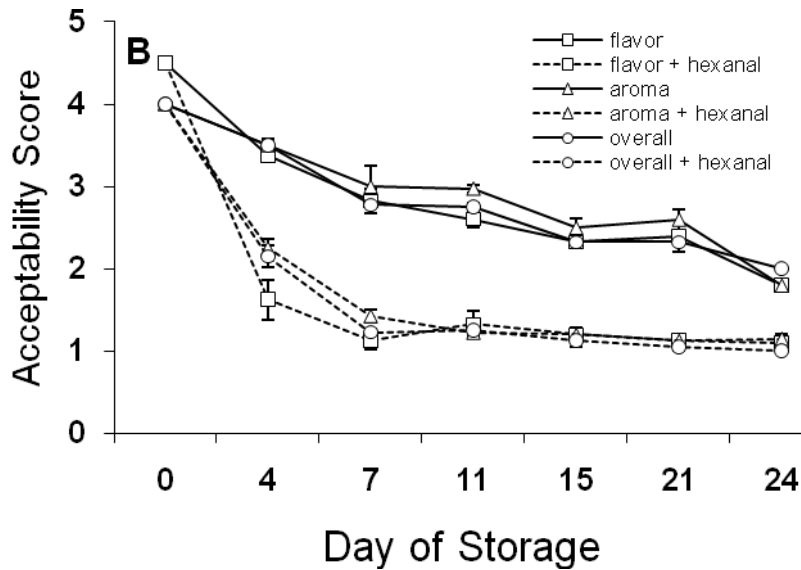 B
flavor
flavor + hexanal
aroma
aroma + hexanal
overall
overall + hexanal
Acceptability Score
5
4
3
2
1
0
0 4 7 11 15 21 24
Day of Storage